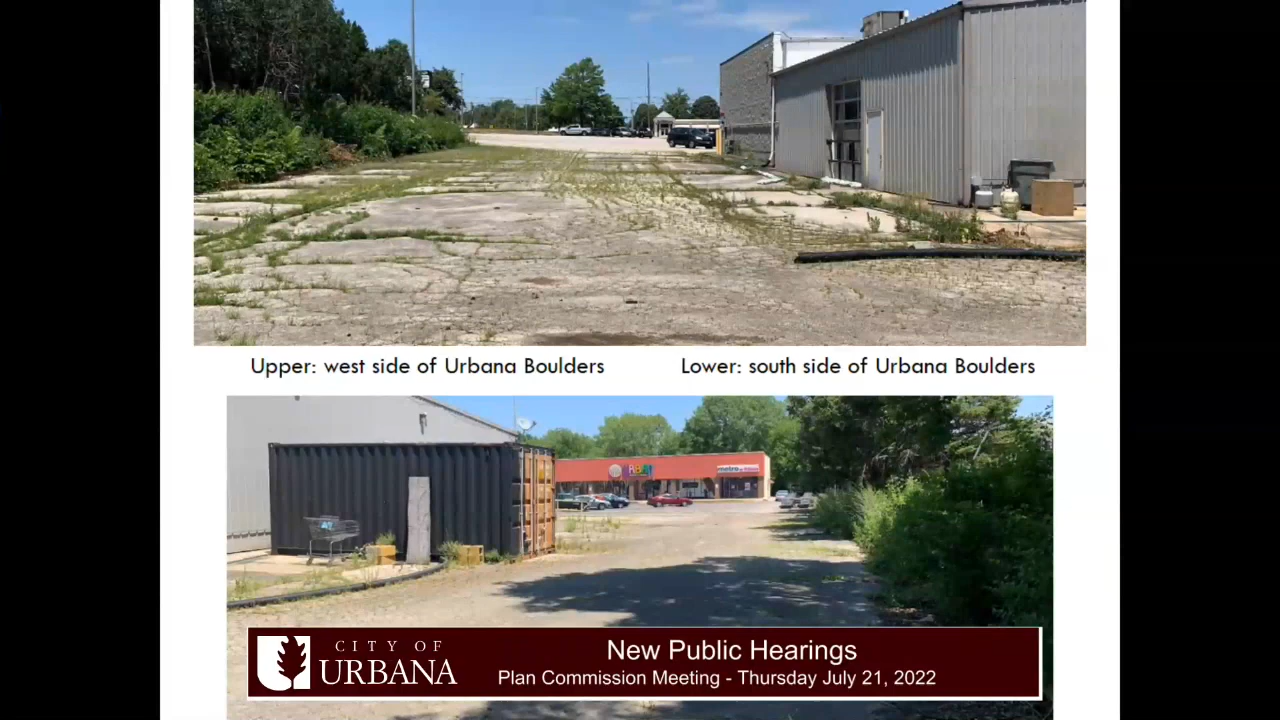 Upper: west side of Urbana Boulders
Lower: south side of Urbana Boulders
metro
CITY OF
URBANA
New Public Hearings
Plan Commission Meeting - Thursday July 21, 2022